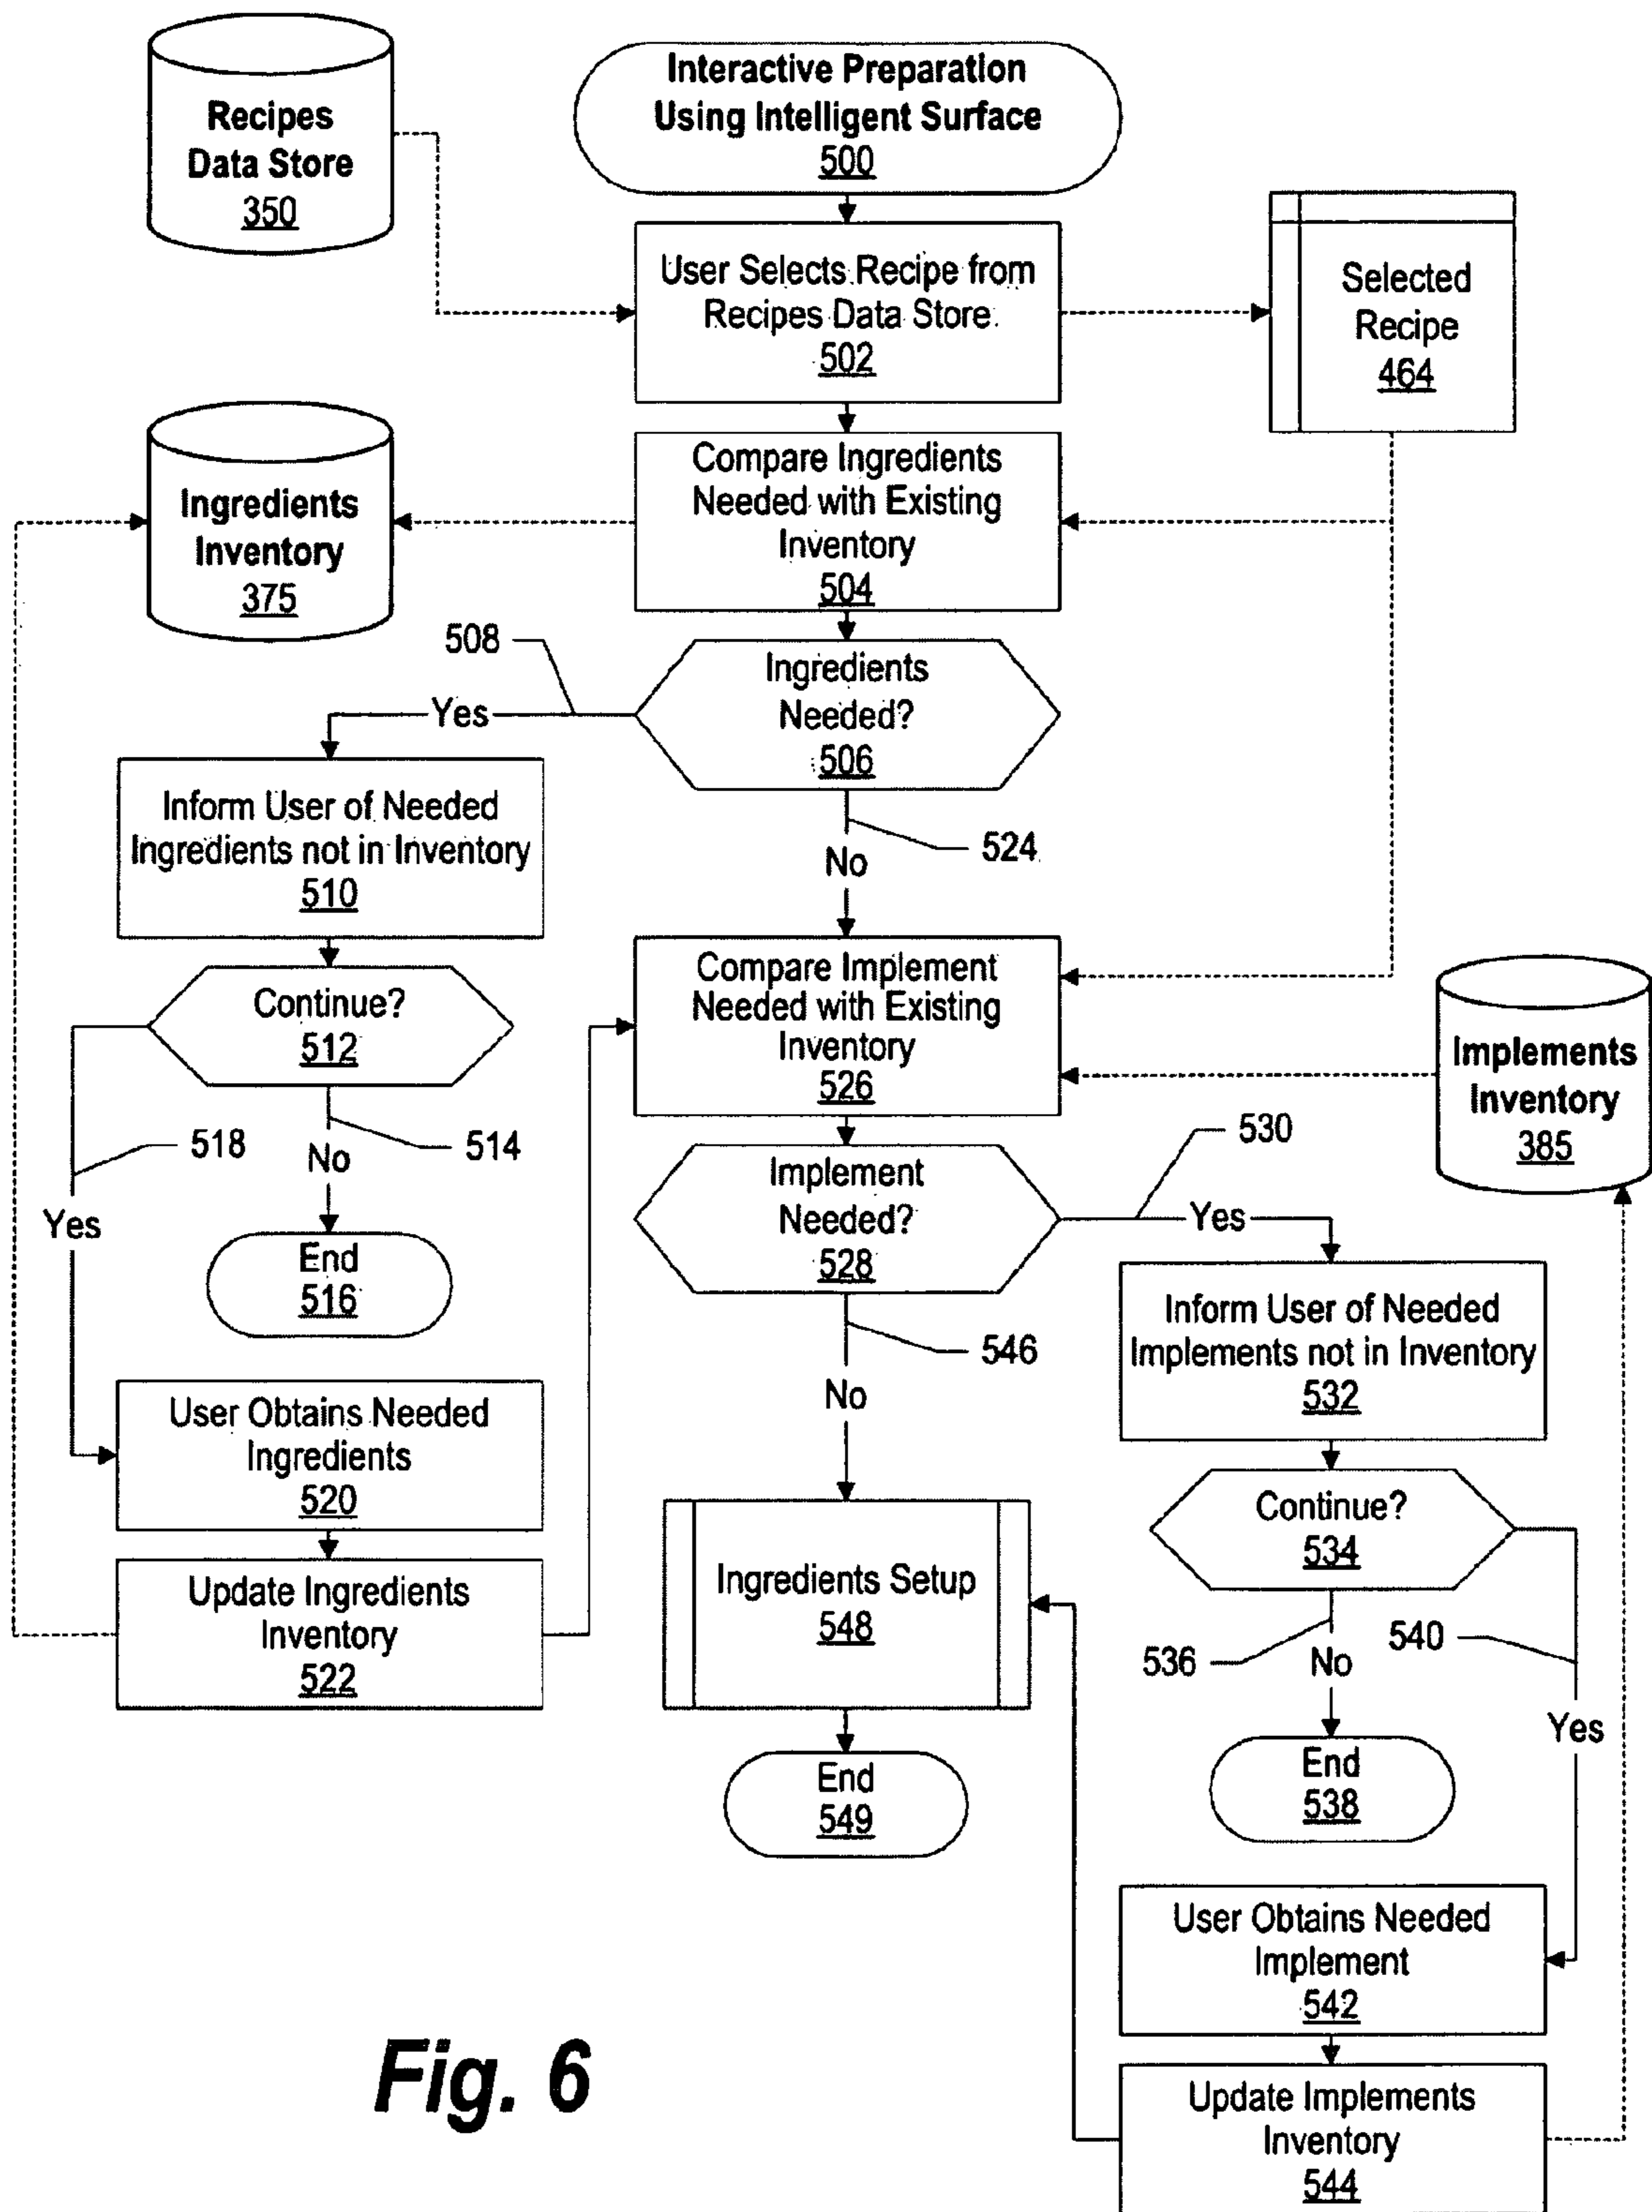 Recipes
Data Store
350
Interactive Preparation
Using Intelligent Surface
500
User Selects Recipe from
Recipes Data Store
502
Selected
Recipe
464
Ingredients
Inventory
375
Compare Ingredients
Needed with Existing
Inventory
504
508
Yes
Ingredients
Needed?
506
Inform User of Needed
Ingredients not in Inventory
510
524
No
Continue?
512
Compare Implement
Needed with Existing
Inventory
526
Implements
Inventory
385
518
514
No
Yes
530
Yes
Implement
Needed?
528
End
516
546
No
Inform User of Needed
Implements not in Inventory
532
User Obtains Needed
Ingredients
520
Continue?
534
Update Ingredients
Inventory
522
Ingredients Setup
548
536
No
540
Yes
End
549
End
538
User Obtains Needed
Implement
542
Update Implements
Inventory
544
Fig. 6